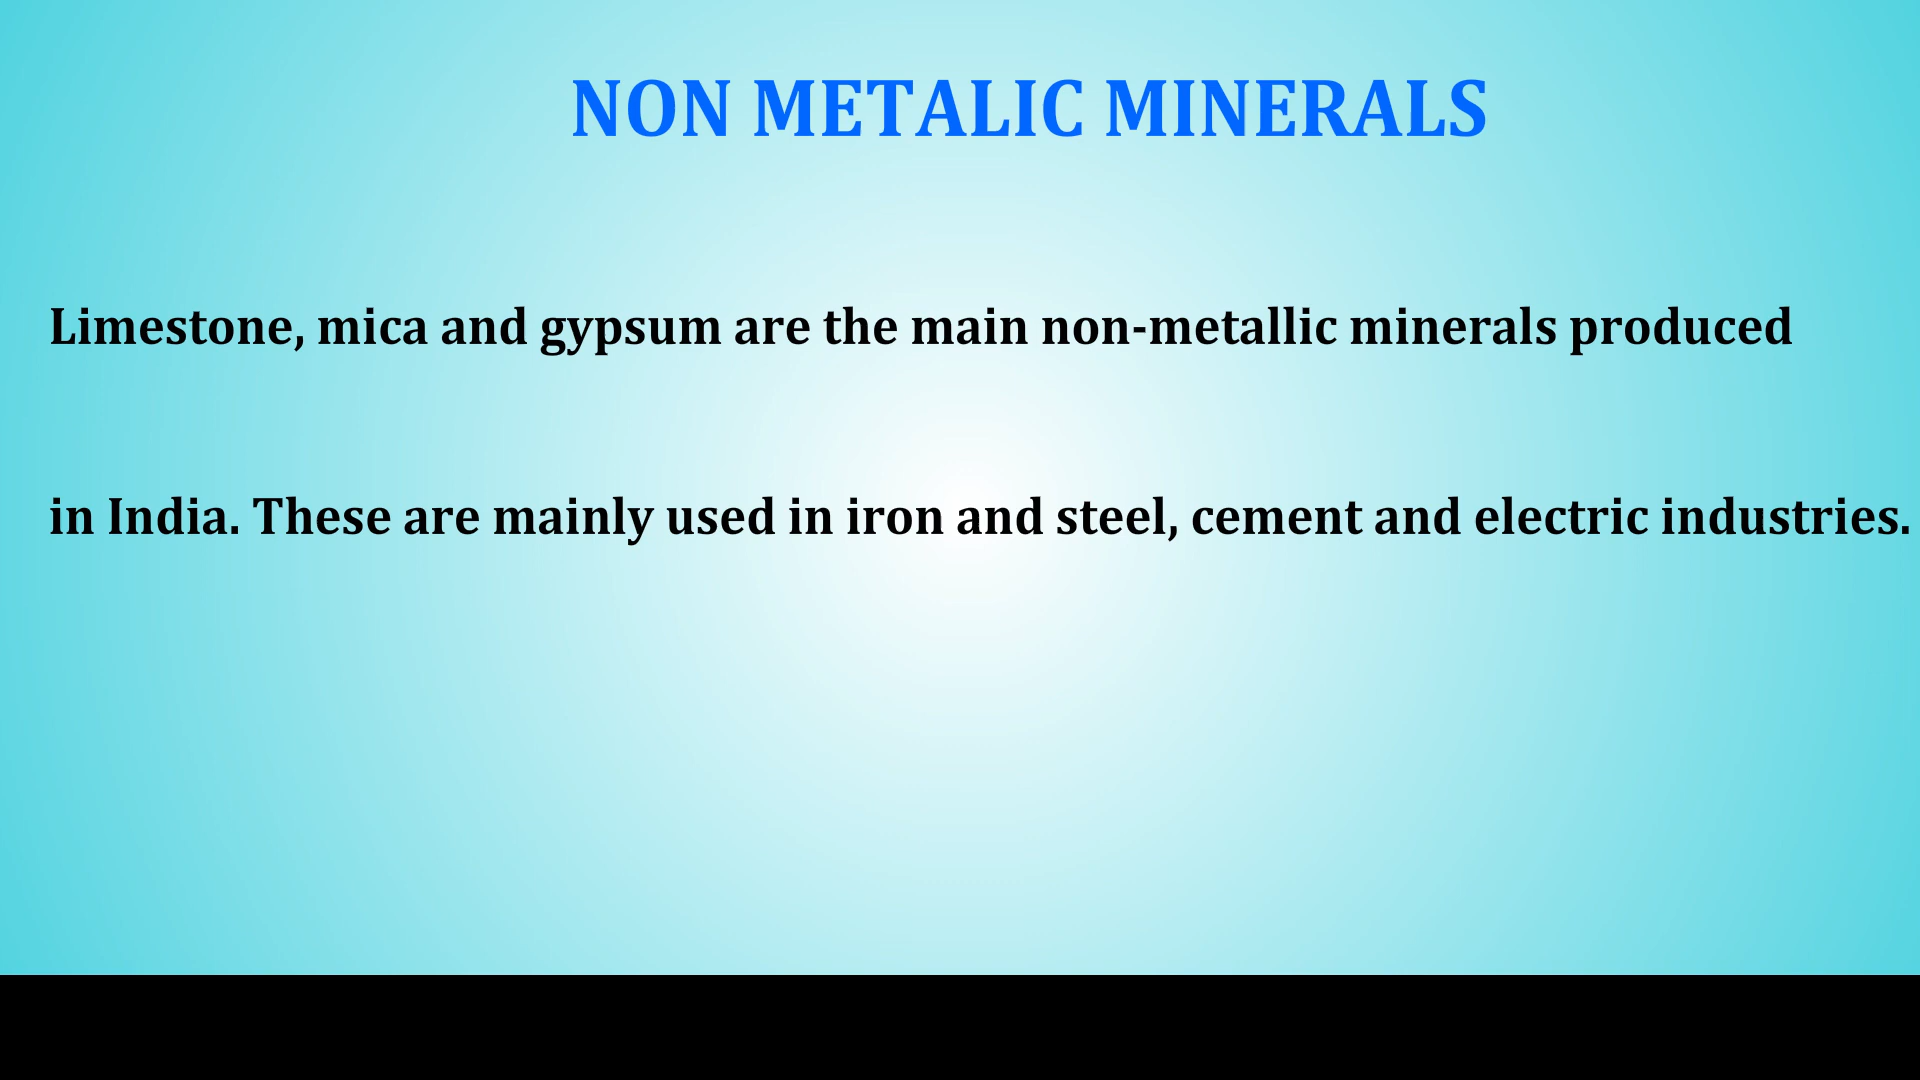 NON METALIC MINERALS
Limestone, mica and gypsum are the main non-metallic minerals produced
in India. These are mainly used in iron and steel, cement and electric industries.